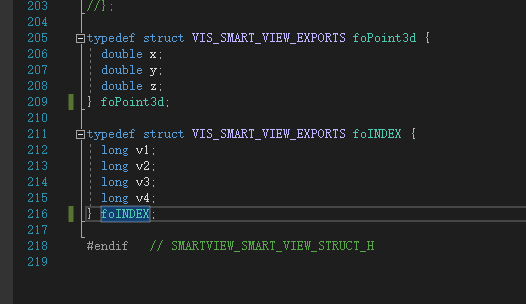 203 //};
204
205 typedef struct VIS_SMART_VIEW_EXPORTS foPoint3d {
206 double x;
207 double y;
208 double z;
209 } foPoint3d;
210
211 typedef struct VIS_SMART_VIEW_EXPORTS foINDEX {
212 long v1;
213 long v2;
214 long v3;
215 long v4;
216 } foINDEX;
217
218 #endif // SMARTVIEW_SMART_VIEW_STRUCT_H
219